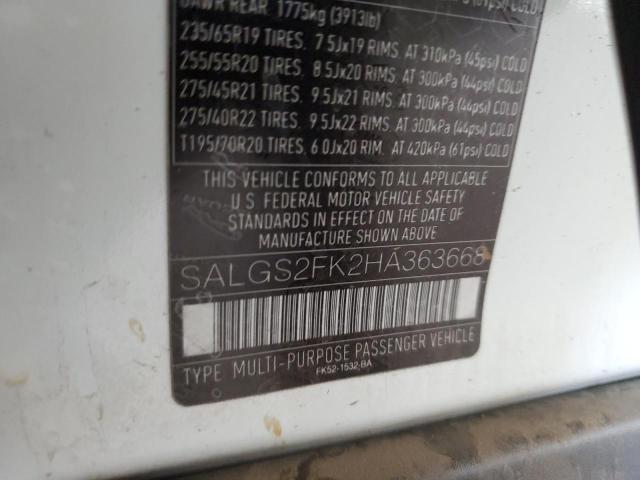 GAWR REAR 1775kg (3913lb)
235/65R19 TIRES. 7.5Jx19 RIMS. AT 310kPa (45psi) COLD
255/55R20 TIRES. 8.5Jx20 RIMS. AT 300kPa (44psi) COLD
275/45R21 TIRES. 9.5Jx21 RIMS. AT 300kPa (44psi) COLD
275/40R22 TIRES. 9.5Jx22 RIMS. AT 300kPa (44psi) COLD
T195/70R20 TIRES. 6.0Jx20 RIM. AT 420kPa (61psi) COLD
THIS VEHICLE CONFORMS TO ALL APPLICABLE
U.S. FEDERAL MOTOR VEHICLE SAFETY
STANDARDS IN EFFECT ON THE DATE OF
MANUFACTURE SHOWN ABOVE.
SALGS2FK2HA363668
TYPE MULTI-PURPOSE PASSENGER VEHICLE
FK52-1532-BA